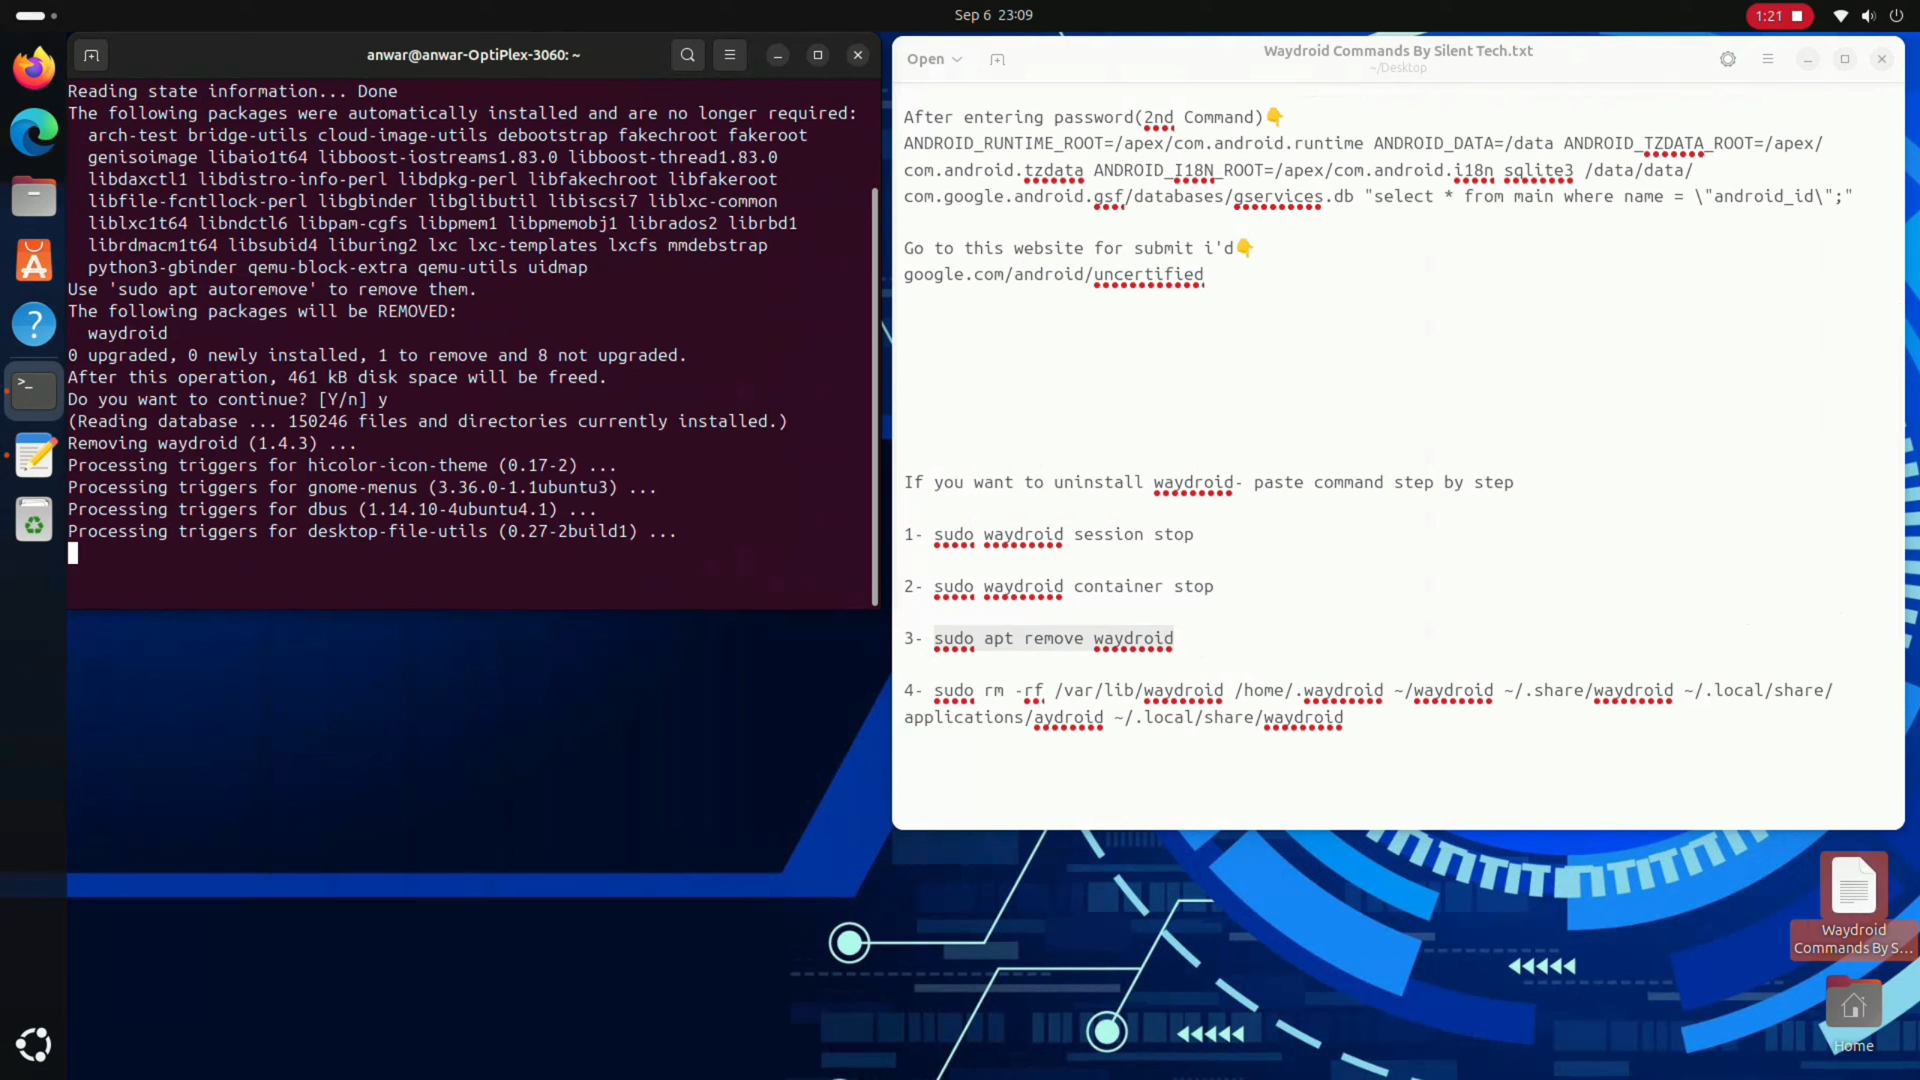 Sep 6 23:09
1:21
anwar@anwar-OptiPlex-3060: ~
Reading state information... Done
The following packages were automatically installed and are no longer required:
arch-test bridge-utils cloud-image-utils debootstrap fakechroot fakeroot
genisoimage libaio1t64 libboost-iostreams1.83.0 libboost-thread1.83.0
libdaxctl1 libdistro-info-perl libdpkg-perl libfakechroot libfakeroot
libfile-fcntllock-perl libgbinder libglibutil libiscsi7 liblxc-common
liblxc1t64 libndctl6 libpam-cgfs libpmem1 libpmemobj1 librados2 librbd1
librdmacm1t64 libsubid4 liburing2 lxc lxc-templates lxcfs mmdebstrap
python3-gbinder qemu-block-extra qemu-utils uidmap
Use 'sudo apt autoremove' to remove them.
The following packages will be REMOVED:
waydroid
0 upgraded, 0 newly installed, 1 to remove and 8 not upgraded.
After this operation, 461 kB disk space will be freed.
Do you want to continue? [Y/n] y
(Reading database ... 150246 files and directories currently installed.)
Removing waydroid (1.4.3) ...
Processing triggers for hicolor-icon-theme (0.17-2) ...
Processing triggers for gnome-menus (3.36.0-1.1ubuntu3) ...
Processing triggers for dbus (1.14.10-4ubuntu4.1) ...
Processing triggers for desktop-file-utils (0.27-2build1) ...
Open
Waydroid Commands By Silent Tech.txt
~/Desktop
After entering password(2nd Command)👇
ANDROID_RUNTIME_ROOT=/apex/com.android.runtime ANDROID_DATA=/data ANDROID_TZDATA_ROOT=/apex/
com.android.tzdata ANDROID_I18N_ROOT=/apex/com.android.i18n sqlite3 /data/data/
com.google.android.gsf/databases/gservices.db "select * from main where name = \"android_id\";"
Go to this website for submit i'd👇
google.com/android/uncertified
If you want to uninstall waydroid- paste command step by step
1- sudo waydroid session stop
2- sudo waydroid container stop
3- sudo apt remove waydroid
4- sudo rm -rf /var/lib/waydroid /home/.waydroid ~/waydroid ~/.share/waydroid ~/.local/share/
applications/aydroid ~/.local/share/waydroid
Waydroid
Commands By S...
Home